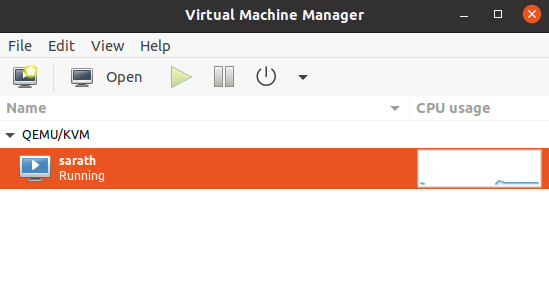 Virtual Machine Manager
File Edit View Help
Open
Name CPU usage
QEMU/KVM
sarath
Running